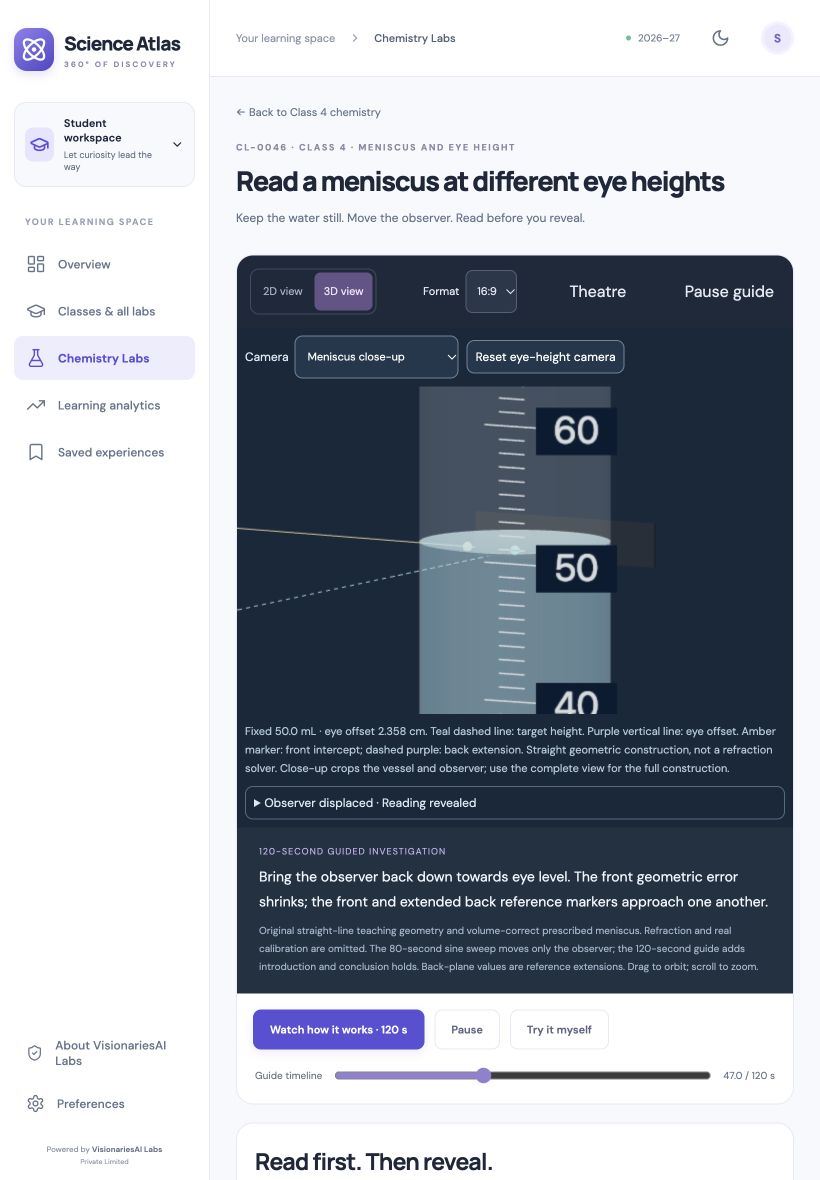 Science Atlas
360° OF DISCOVERY
Student
workspace
Let curiosity lead the
way
YOUR LEARNING SPACE
Overview
Classes & all labs
Chemistry Labs
Learning analytics
Saved experiences
About VisionariesAI
Labs
Preferences
Powered by VisionariesAI Labs
Private Limited
Your learning space > Chemistry Labs
2026–27
S
← Back to Class 4 chemistry
CL-0046 · CLASS 4 · MENISCUS AND EYE HEIGHT
Read a meniscus at different eye heights
Keep the water still. Move the observer. Read before you reveal.
2D view 3D view Format 16:9 Theatre Pause guide
Camera Meniscus close-up Reset eye-height camera
60
50
40
Fixed 50.0 mL · eye offset 2.358 cm. Teal dashed line: target height. Purple vertical line: eye offset. Amber
marker: front intercept; dashed purple: back extension. Straight geometric construction, not a refraction
solver. Close-up crops the vessel and observer; use the complete view for the full construction.
▶ Observer displaced · Reading revealed
120-SECOND GUIDED INVESTIGATION
Bring the observer back down towards eye level. The front geometric error
shrinks; the front and extended back reference markers approach one another.
Original straight-line teaching geometry and volume-correct prescribed meniscus. Refraction and real
calibration are omitted. The 80-second sine sweep moves only the observer; the 120-second guide adds
introduction and conclusion holds. Back-plane values are reference extensions. Drag to orbit; scroll to zoom.
Watch how it works · 120 s Pause Try it myself
Guide timeline 47.0 / 120 s
Read first. Then reveal.